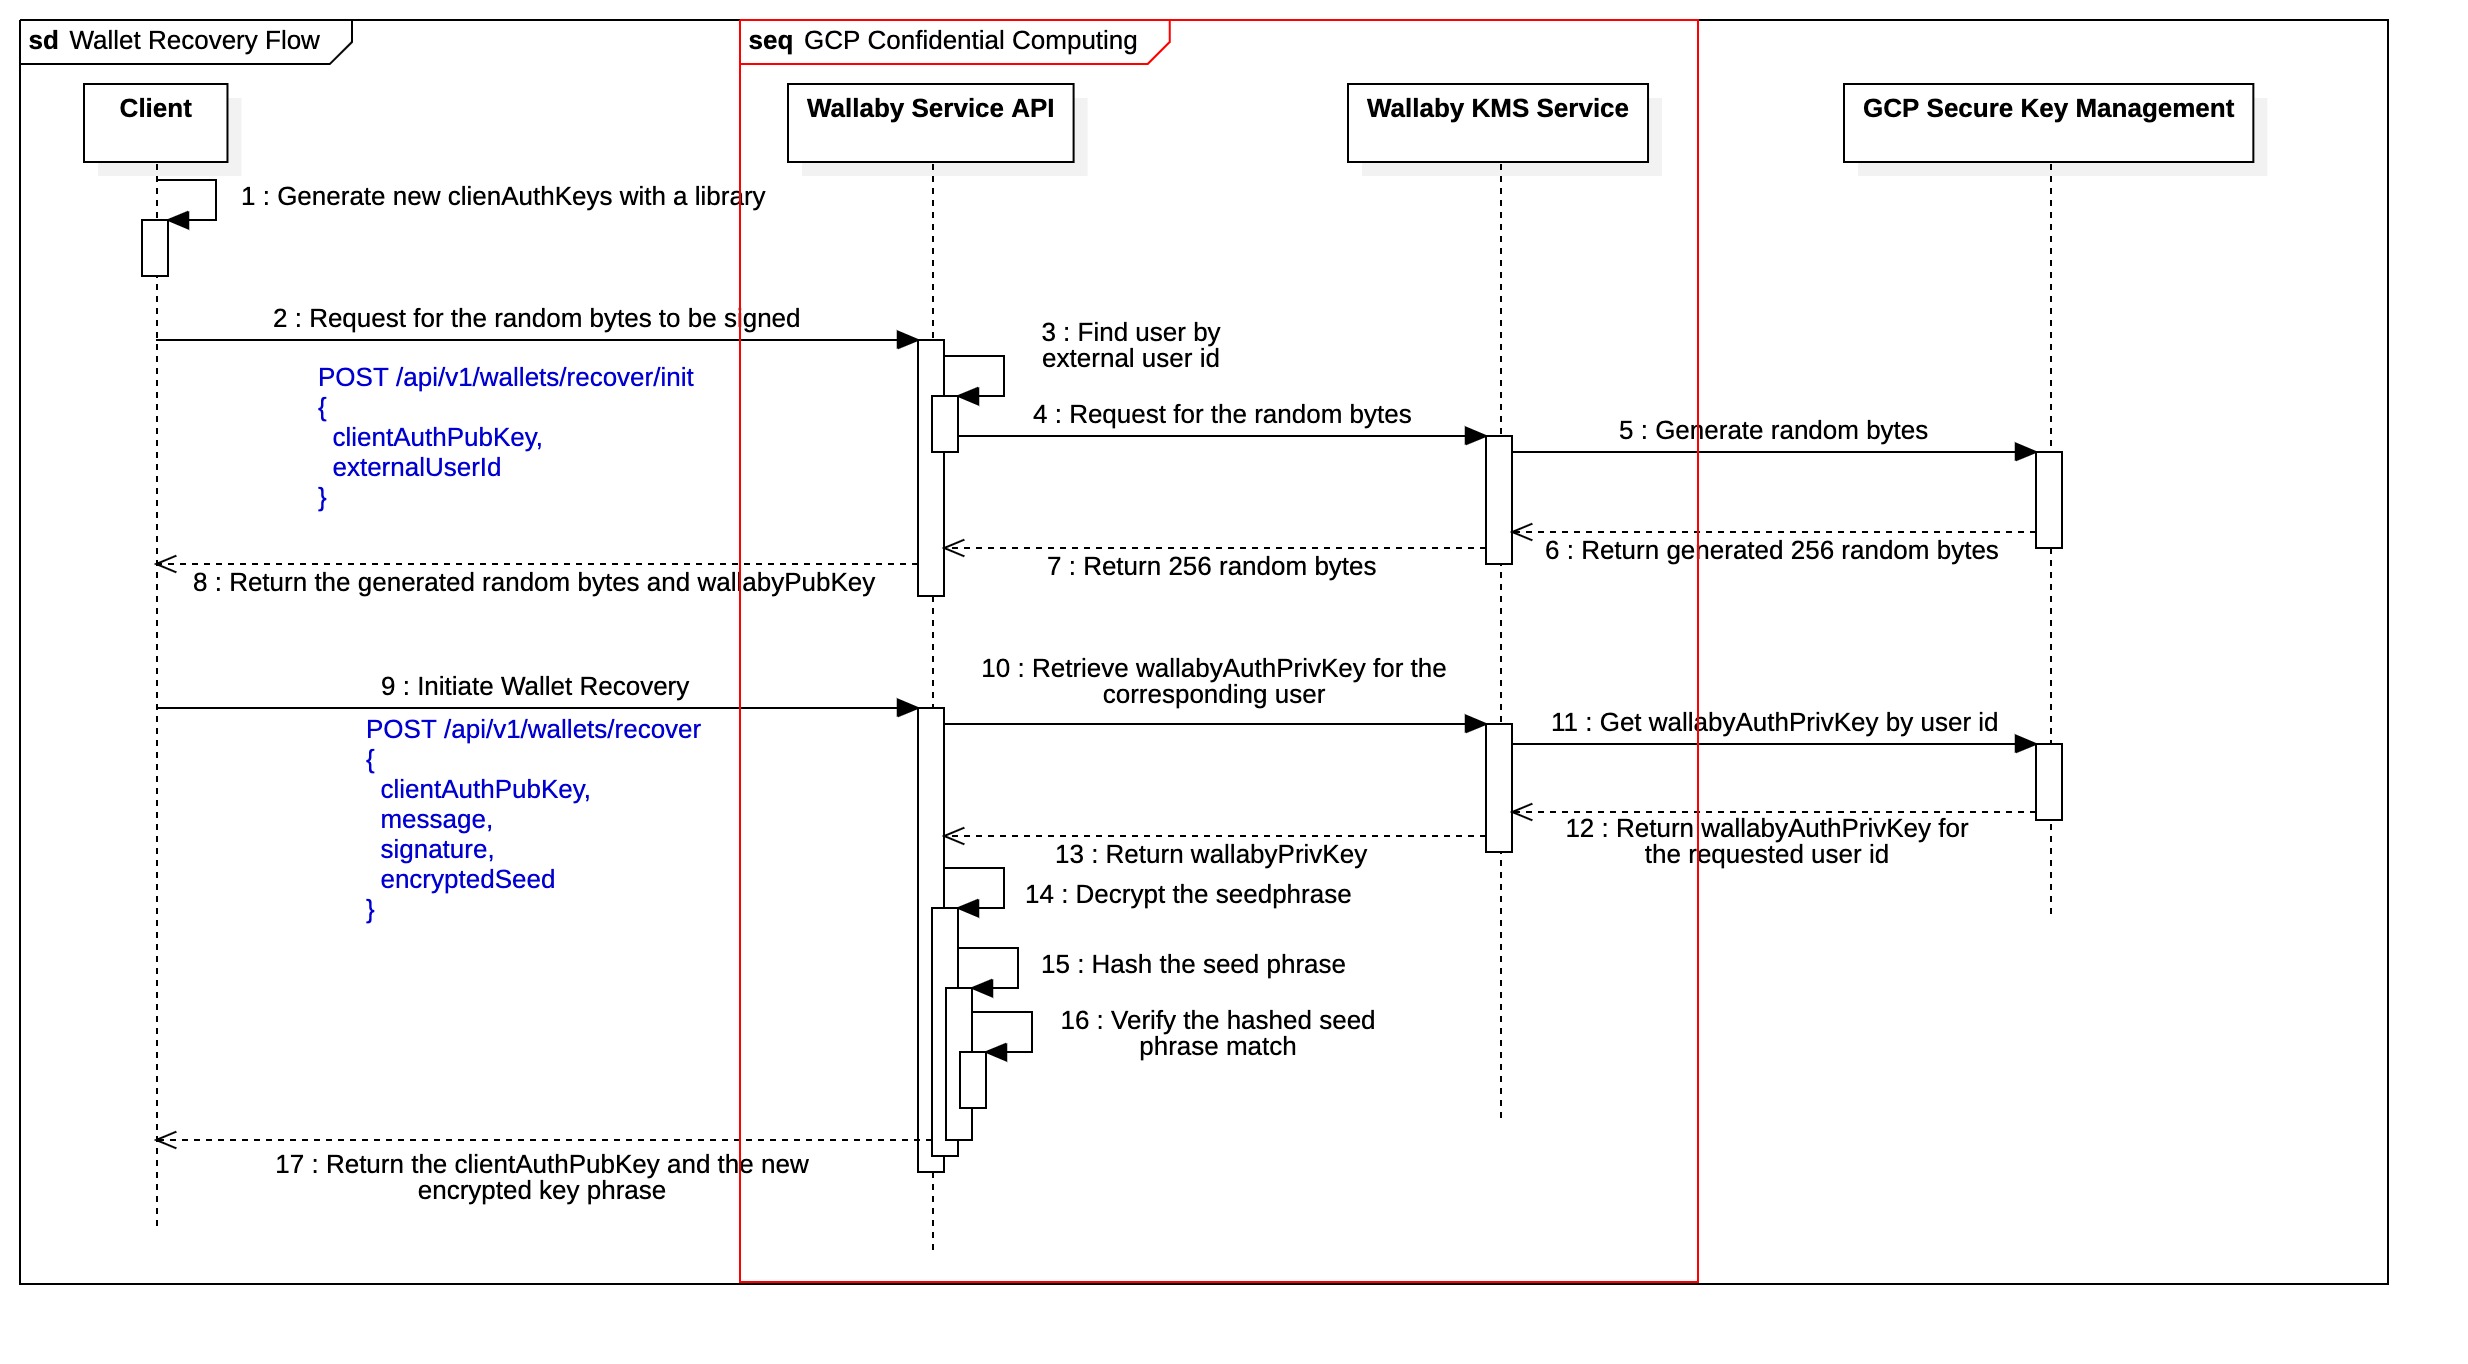 sd Wallet Recovery Flow
seq GCP Confidential Computing
Client
Wallaby Service API
Wallaby KMS Service
GCP Secure Key Management
1 : Generate new clienAuthKeys with a library
2 : Request for the random bytes to be signed
3 : Find user by
external user id
POST /api/v1/wallets/recover/init
{
clientAuthPubKey,
externalUserId
}
4 : Request for the random bytes
5 : Generate random bytes
6 : Return generated 256 random bytes
7 : Return 256 random bytes
8 : Return the generated random bytes and wallabyPubKey
9 : Initiate Wallet Recovery
POST /api/v1/wallets/recover
{
clientAuthPubKey,
message,
signature,
encryptedSeed
}
10 : Retrieve wallabyAuthPrivKey for the
corresponding user
11 : Get wallabyAuthPrivKey by user id
12 : Return wallabyAuthPrivKey for
the requested user id
13 : Return wallabyPrivKey
14 : Decrypt the seedphrase
15 : Hash the seed phrase
16 : Verify the hashed seed
phrase match
17 : Return the clientAuthPubKey and the new
encrypted key phrase